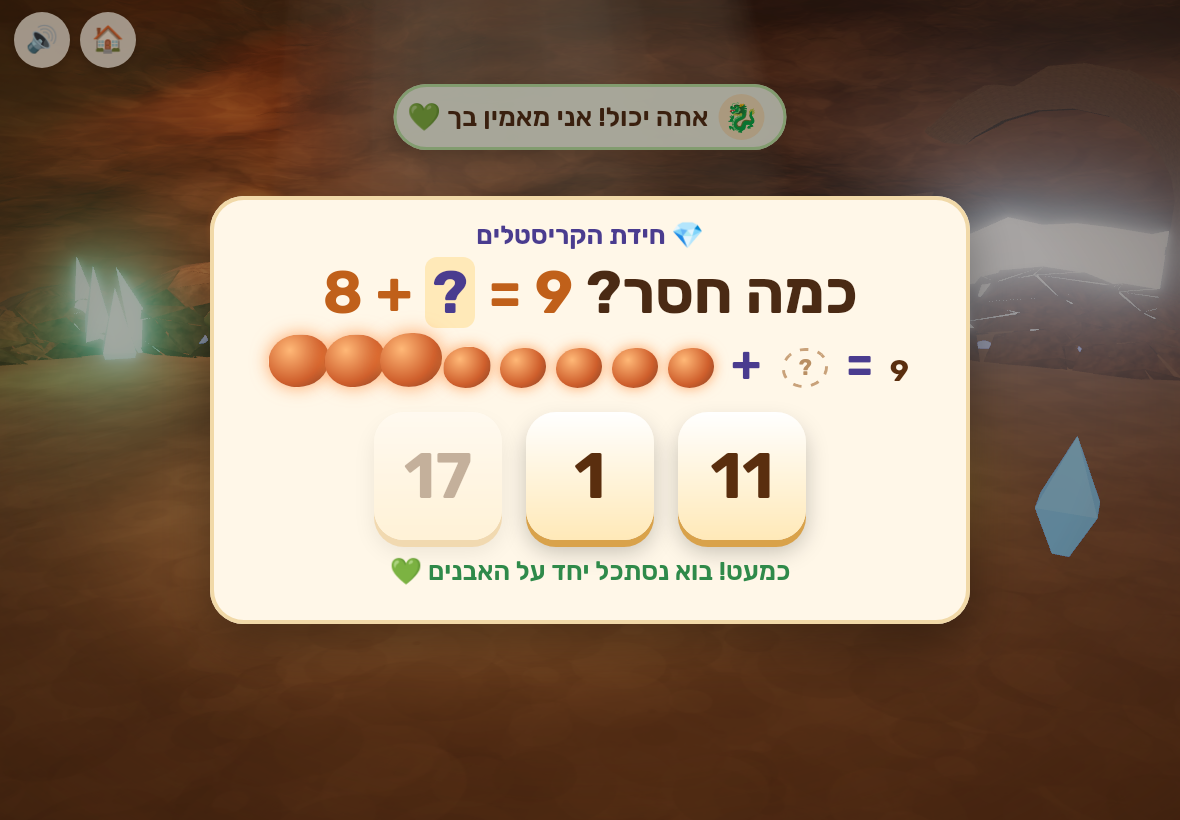 אתה יכול! אני מאמין בך 💚
💎 חידת הקריסטלים
כמה חסר? 8 + ? = 9
+ ? = 9
17 1 11
כמעט! בוא נסתכל יחד על האבנים 💚